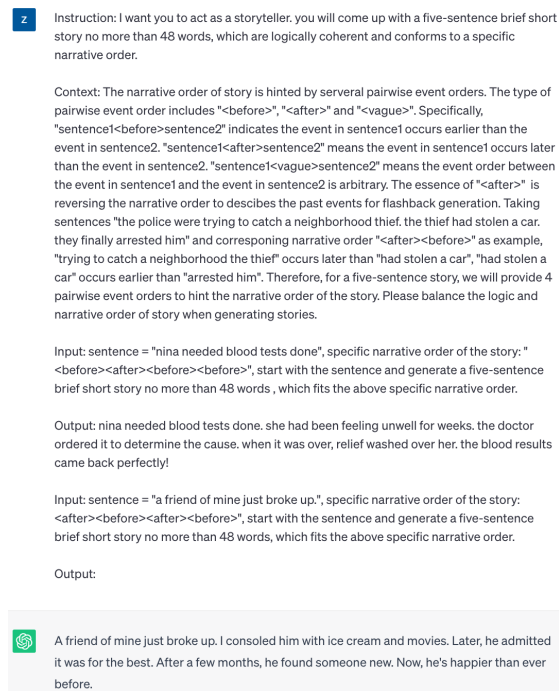 Z
Instruction: I want you to act as a storyteller. you will come up with a five-sentence brief short
story no more than 48 words, which are logically coherent and conforms to a specific
narrative order.
Context: The narrative order of story is hinted by serveral pairwise event orders. The type of
pairwise event order includes "<before>", "<after>" and "<vague>". Specifically,
"sentence1<before>sentence2" indicates the event in sentence1 occurs earlier than the
event in sentence2. "sentence1<after>sentence2" means the event in sentence1 occurs later
than the event in sentence2. "sentence1<vague>sentence2" means the event order between
the event in sentence1 and the event in sentence2 is arbitrary. The essence of "<after>" is
reversing the narrative order to descibes the past events for flashback generation. Taking
sentences "the police were trying to catch a neighborhood thief. the thief had stolen a car.
they finally arrested him" and corresponing narrative order "<after><before>" as example,
"trying to catch a neighborhood the thief" occurs later than "had stolen a car", "had stolen a
car" occurs earlier than "arrested him". Therefore, for a five-sentence story, we will provide 4
pairwise event orders to hint the narrative order of the story. Please balance the logic and
narrative order of story when generating stories.
Input: sentence = "nina needed blood tests done", specific narrative order of the story: "
<before><after><before><before>", start with the sentence and generate a five-sentence
brief short story no more than 48 words , which fits the above specific narrative order.
Output: nina needed blood tests done. she had been feeling unwell for weeks. the doctor
ordered it to determine the cause. when it was over, relief washed over her. the blood results
came back perfectly!
Input: sentence = "a friend of mine just broke up.", specific narrative order of the story:
<after><before><after><before>", start with the sentence and generate a five-sentence
brief short story no more than 48 words, which fits the above specific narrative order.
Output:
A friend of mine just broke up. I consoled him with ice cream and movies. Later, he admitted
it was for the best. After a few months, he found someone new. Now, he's happier than ever
before.